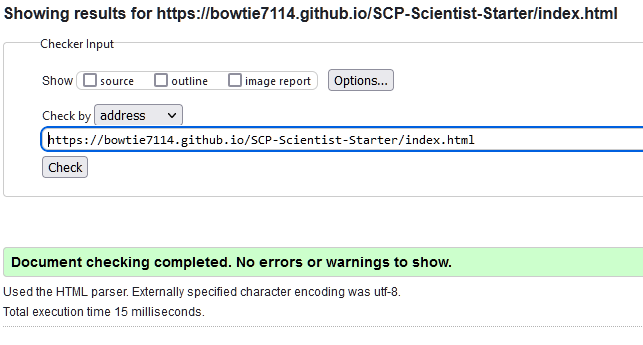 Showing results for https://bowtie7114.github.io/SCP-Scientist-Starter/index.html
Checker Input
Show source outline image report Options...
Check by address
https://bowtie7114.github.io/SCP-Scientist-Starter/index.html
Check
Document checking completed. No errors or warnings to show.
Used the HTML parser. Externally specified character encoding was utf-8.
Total execution time 15 milliseconds.